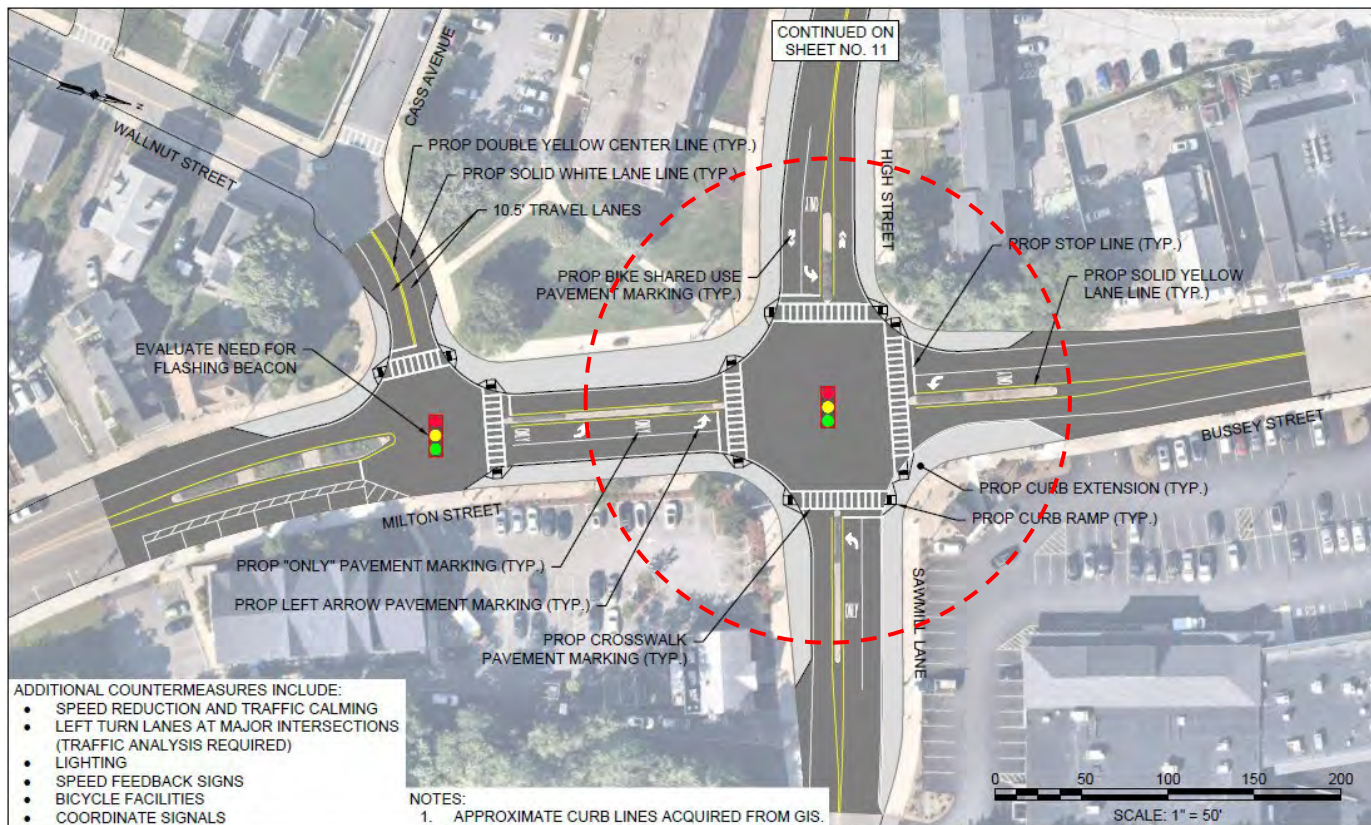 CONTINUED ON
SHEET NO. 11
CASS AVENUE
WALLNUT STREET
N
PROP DOUBLE YELLOW CENTER LINE (TYP.)
PROP SOLID WHITE LANE LINE (TYP.)
10.5' TRAVEL LANES
HIGH STREET
ONLY
PROP BIKE SHARED USE
PAVEMENT MARKING (TYP.)
PROP STOP LINE (TYP.)
PROP SOLID YELLOW
LANE LINE (TYP.)
EVALUATE NEED FOR
FLASHING BEACON
ONLY
ONLY
ONLY
BUSSEY STREET
MILTON STREET
PROP CURB EXTENSION (TYP.)
PROP CURB RAMP (TYP.)
PROP "ONLY" PAVEMENT MARKING (TYP.)
PROP LEFT ARROW PAVEMENT MARKING (TYP.)
ONLY
SAWMILL LANE
PROP CROSSWALK
PAVEMENT MARKING (TYP.)
ADDITIONAL COUNTERMEASURES INCLUDE:
• SPEED REDUCTION AND TRAFFIC CALMING
• LEFT TURN LANES AT MAJOR INTERSECTIONS
(TRAFFIC ANALYSIS REQUIRED)
• LIGHTING
• SPEED FEEDBACK SIGNS
• BICYCLE FACILITIES
• COORDINATE SIGNALS
NOTES:
1. APPROXIMATE CURB LINES ACQUIRED FROM GIS.
0 50 100 150 200
SCALE: 1" = 50'